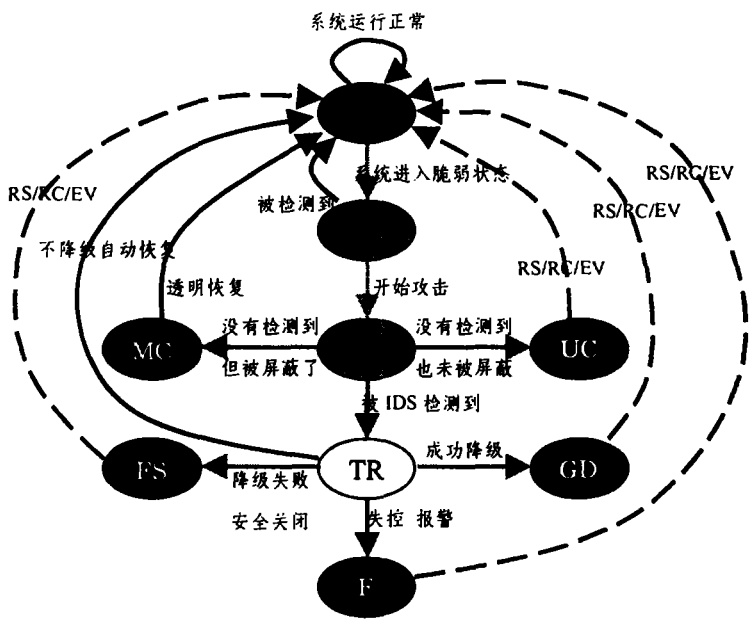 系统运行正常
系统进入脆弱状态
RS/RC/EV
RS/RC/EV
被检测到
RS/RC/EV
不降级自动恢复
RS/RC/EV
透明恢复
开始攻击
没有检测到
没有检测到
MC
UC
但被屏蔽了
也未被屏蔽
被 IDS 检测到
成功降级
FS
TR
GD
降级失败
安全关闭
失控 报警
F